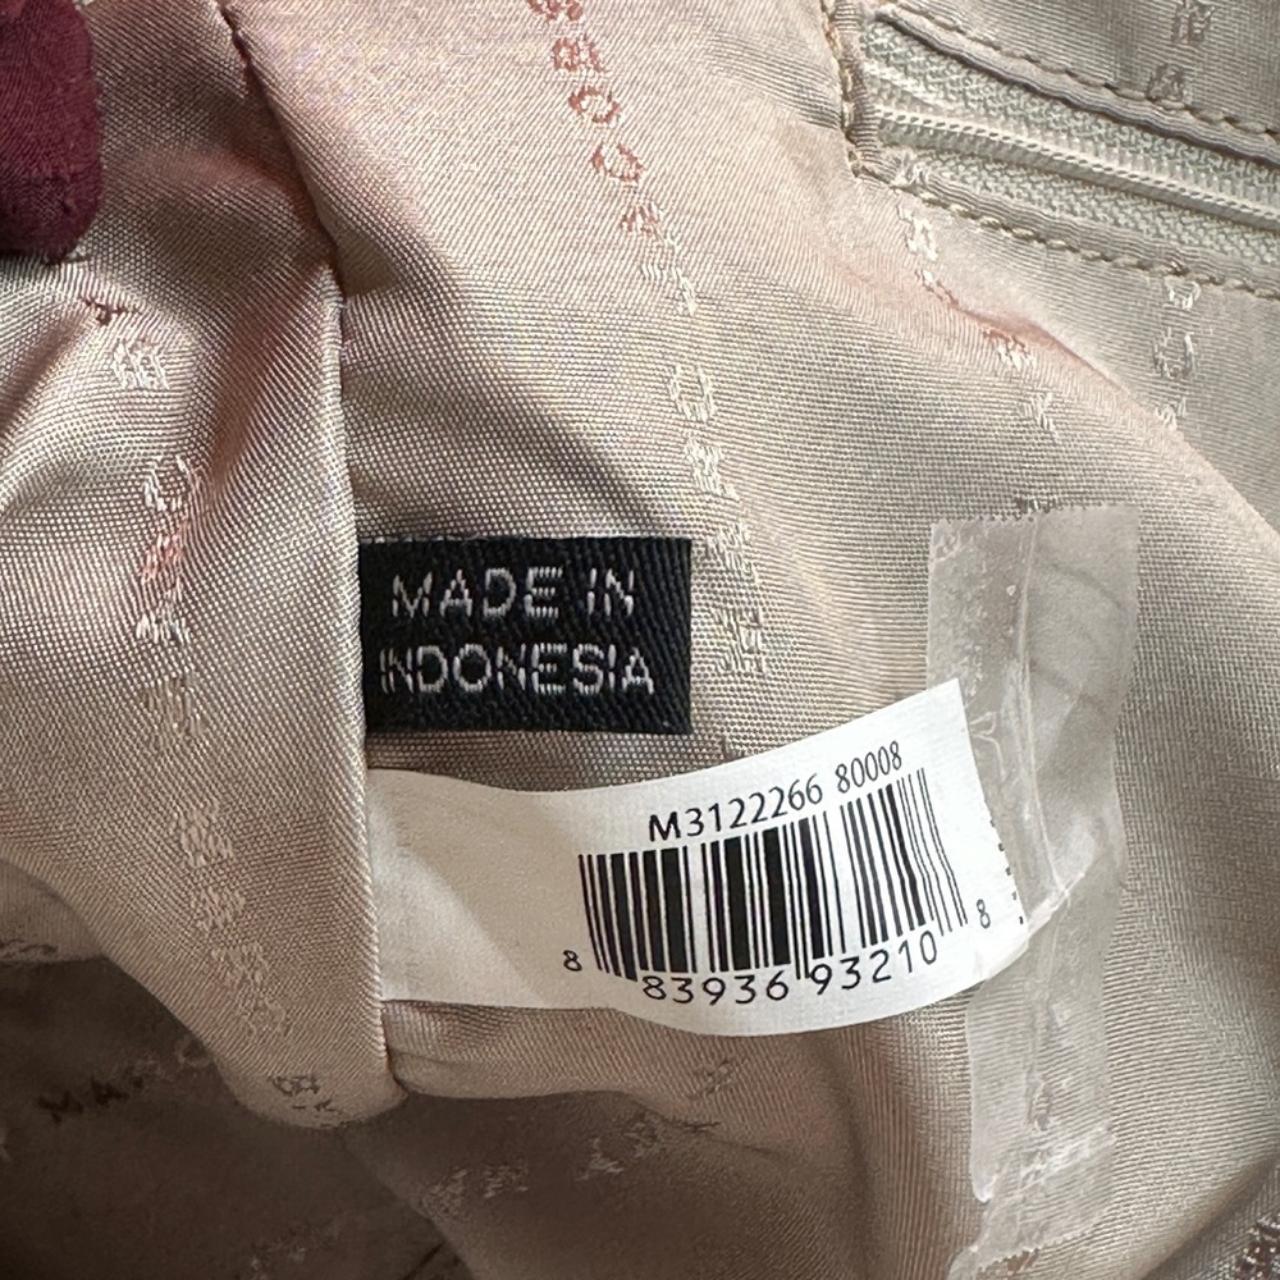 MADE IN
INDONESIA
M3122266 80008
8 83936 93210 8